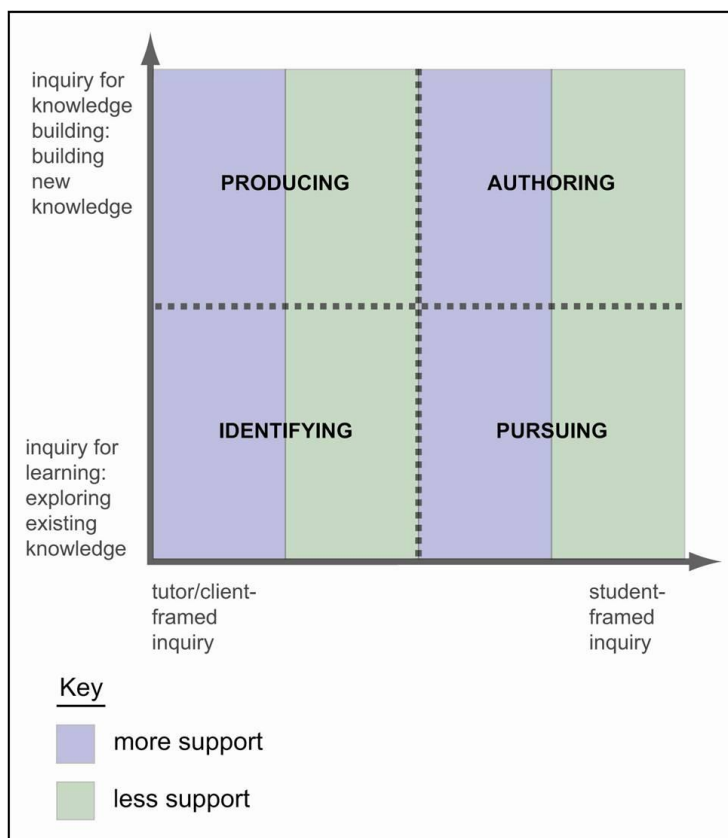 inquiry for
knowledge
building:
building
new
knowledge
PRODUCING
AUTHORING
IDENTIFYING
PURSUING
inquiry for
learning:
exploring
existing
knowledge
tutor/client-
framed
inquiry
student-
framed
inquiry
Key
more support
less support